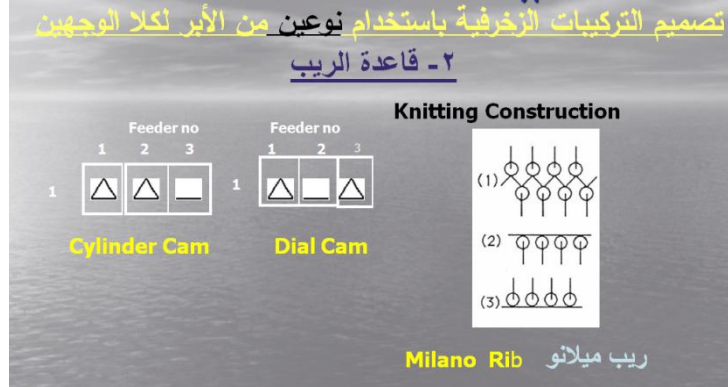 تصميم التركيبات الزخرفية باستخدام نوعين من الأبر لكلا الوجهين
٢- قاعدة الريب
Knitting Construction
Feeder no
1 2 3
1
Cylinder Cam
Feeder no
1 2 3
1
Dial Cam
(1)
(2)
(3)
Milano Rib ريب ميلانو